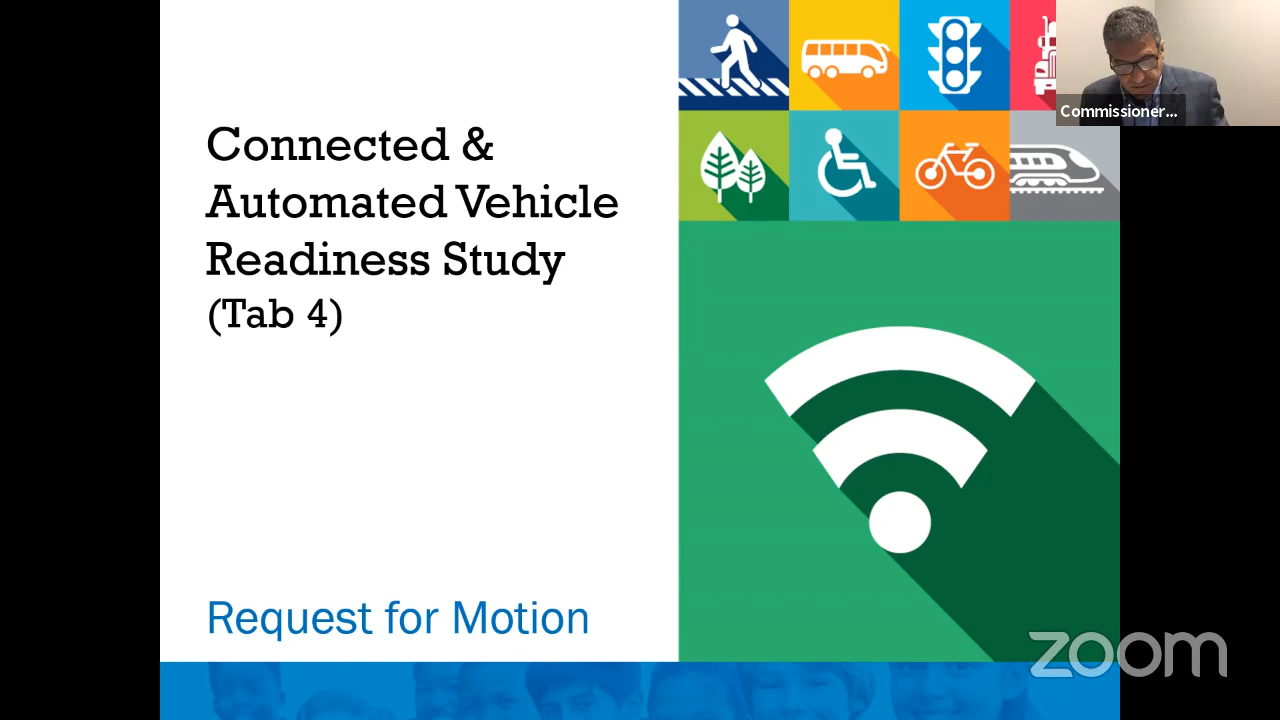 Connected &
Automated Vehicle
Readiness Study
(Tab 4)
Request for Motion
Commissioner...
zoom